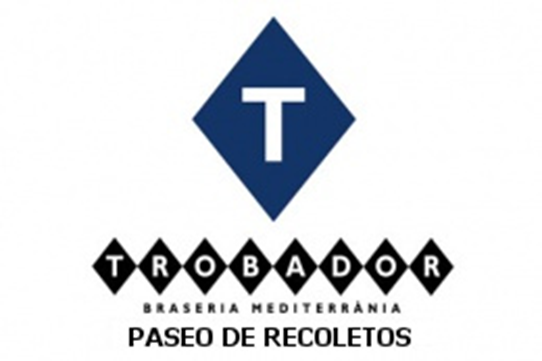 T
TROBADOR
BRASERIA MEDITERRÀNIA
PASEO DE RECOLETOS